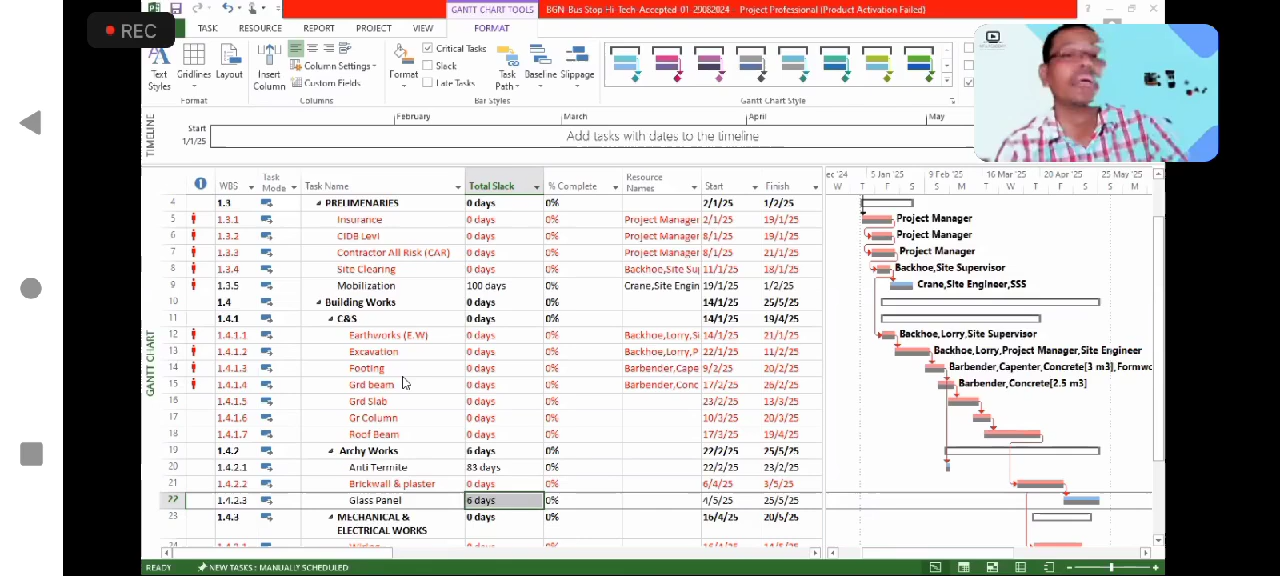 REC
GANTT CHART TOOLS
BGN_Bus Stop Hi-Tech-Accepted-01-29082024 - Project Professional (Product Activation Failed)
TASK RESOURCE REPORT PROJECT VIEW FORMAT
Text Styles Gridlines Layout Insert Column Column Settings Custom Fields Format Critical Tasks Slack Late Tasks Task Path Baseline Slippage
Format Columns Bar Styles Gantt Chart Style
TIMELINE
February March April May
Start 1/1/25
Add tasks with dates to the timeline
WBS Task Mode Task Name Total Slack % Complete Resource Names Start Finish
5 Jan '25 9 Feb '25 16 Mar '25 20 Apr '25 25 May '25
W T F S S M T W T F S S M
4 1.3 PRELIMENARIES 0 days 0% 2/1/25 1/2/25
5 1.3.1 Insurance 0 days 0% Project Manager 2/1/25 19/1/25 Project Manager
6 1.3.2 CIDB Levi 0 days 0% Project Manager 8/1/25 19/1/25 Project Manager
7 1.3.3 Contractor All Risk (CAR) 0 days 0% Project Manager 8/1/25 21/1/25 Project Manager
8 1.3.4 Site Clearing 0 days 0% Backhoe,Site Su 11/1/25 18/1/25 Backhoe,Site Supervisor
9 1.3.5 Mobilization 100 days 0% Crane,Site Engin 19/1/25 1/2/25 Crane,Site Engineer,SSS
10 1.4 Building Works 0 days 0% 14/1/25 25/5/25
11 1.4.1 C&S 0 days 0% 14/1/25 19/4/25
12 1.4.1.1 Earthworks (E.W) 0 days 0% Backhoe,Lorry,Si 14/1/25 21/1/25 Backhoe,Lorry,Site Supervisor
13 1.4.1.2 Excavation 0 days 0% Backhoe,Lorry,P 22/1/25 11/2/25 Backhoe,Lorry,Project Manager,Site Engineer
14 1.4.1.3 Footing 0 days 0% Barbender,Cape 9/2/25 20/2/25 Barbender,Capenter,Concrete[3 m3],Formwc
15 1.4.1.4 Grd beam 0 days 0% Barbender,Conc 17/2/25 26/2/25 Barbender,Concrete[2.5 m3]
16 1.4.1.5 Grd Slab 0 days 0% 23/2/25 13/3/25
17 1.4.1.6 Gr Column 0 days 0% 10/3/25 20/3/25
18 1.4.1.7 Roof Beam 0 days 0% 17/3/25 19/4/25
19 1.4.2 Archy Works 6 days 0% 22/2/25 25/5/25
20 1.4.2.1 Anti Termite 83 days 0% 22/2/25 23/2/25
21 1.4.2.2 Brickwall & plaster 0 days 0% 6/4/25 3/5/25
22 1.4.2.3 Glass Panel 6 days 0% 4/5/25 25/5/25
23 1.4.3 MECHANICAL & ELECTRICAL WORKS 0 days 0% 16/4/25 20/5/25
GANTT CHART
READY NEW TASKS : MANUALLY SCHEDULED